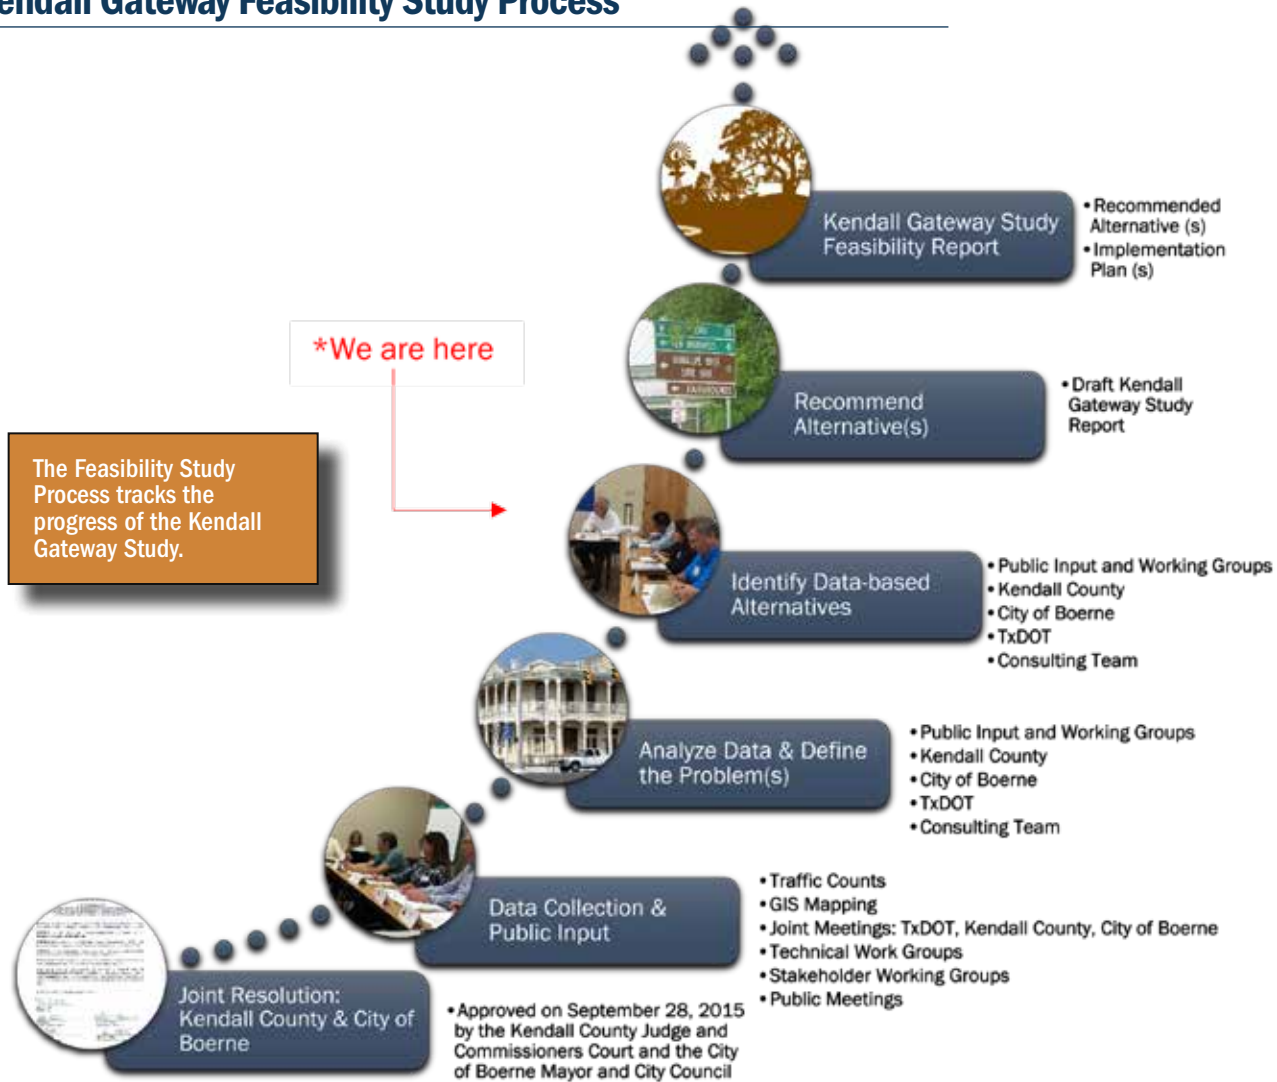 endall Gateway Feasibility Study Process
Kendall Gateway Study
Feasibility Report
•Recommended
Alternative (s)
•Implementation
Plan (s)
*We are here
Recommend
Alternative(s)
•Draft Kendall
Gateway Study
Report
The Feasibility Study
Process tracks the
progress of the Kendall
Gateway Study.
Identify Data-based
Alternatives
•Public Input and Working Groups
•Kendall County
•City of Boerne
•TxDOT
•Consulting Team
Analyze Data & Define
the Problem(s)
•Public Input and Working Groups
•Kendall County
•City of Boerne
•TxDOT
•Consulting Team
Data Collection &
Public Input
•Traffic Counts
•GIS Mapping
•Joint Meetings: TxDOT, Kendall County, City of Boerne
•Technical Work Groups
•Stakeholder Working Groups
•Public Meetings
Joint Resolution:
Kendall County & City of
Boerne
•Approved on September 28, 2015
by the Kendall County Judge and
Commissioners Court and the City
of Boerne Mayor and City Council